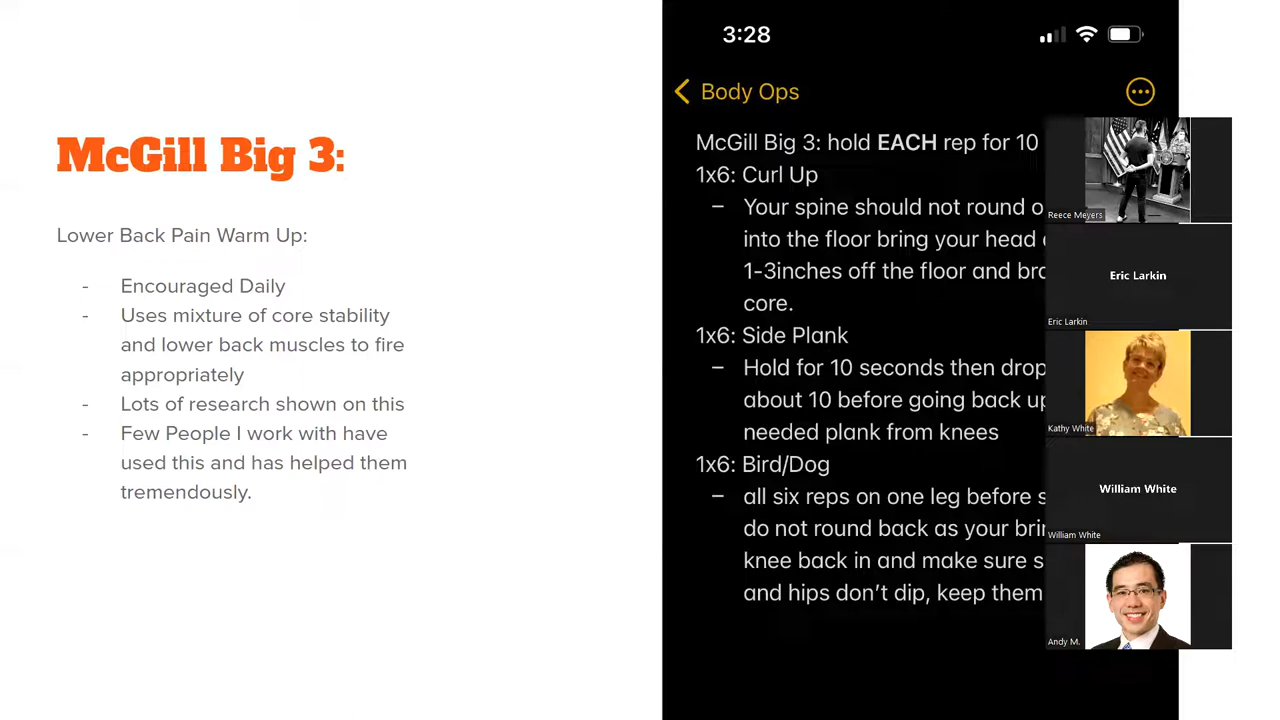 McGill Big 3:
Lower Back Pain Warm Up:
- Encouraged Daily
- Uses mixture of core stability
and lower back muscles to fire
appropriately
- Lots of research shown on this
- Few People I work with have
used this and has helped them
tremendously.
3:28
Body Ops
McGill Big 3: hold EACH rep for 10
1x6: Curl Up
– Your spine should not round o
into the floor bring your head
1-3inches off the floor and bra
core.
1x6: Side Plank
– Hold for 10 seconds then drop
about 10 before going back up
needed plank from knees
1x6: Bird/Dog
– all six reps on one leg before s
do not round back as your brin
knee back in and make sure s
and hips don’t dip, keep them
Reece Meyers
Eric Larkin
Eric Larkin
Kathy White
William White
William White
Andy M.